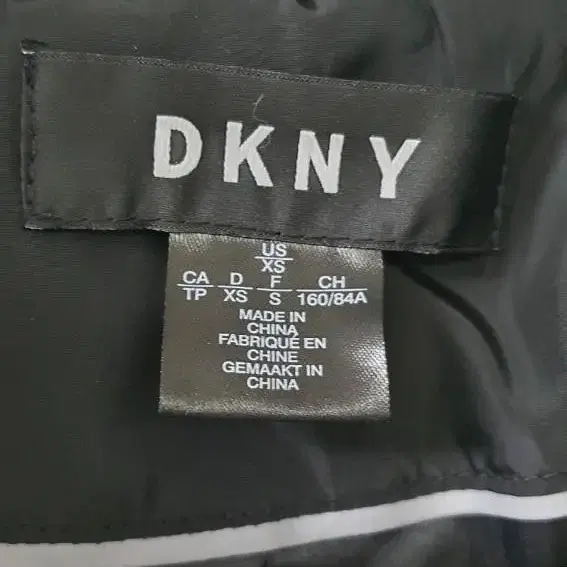 DKNY
US
XS
CA D F CH
TP XS S 160/84A
MADE IN
CHINA
FABRIQUÉ EN
CHINE
GEMAAKT IN
CHINA